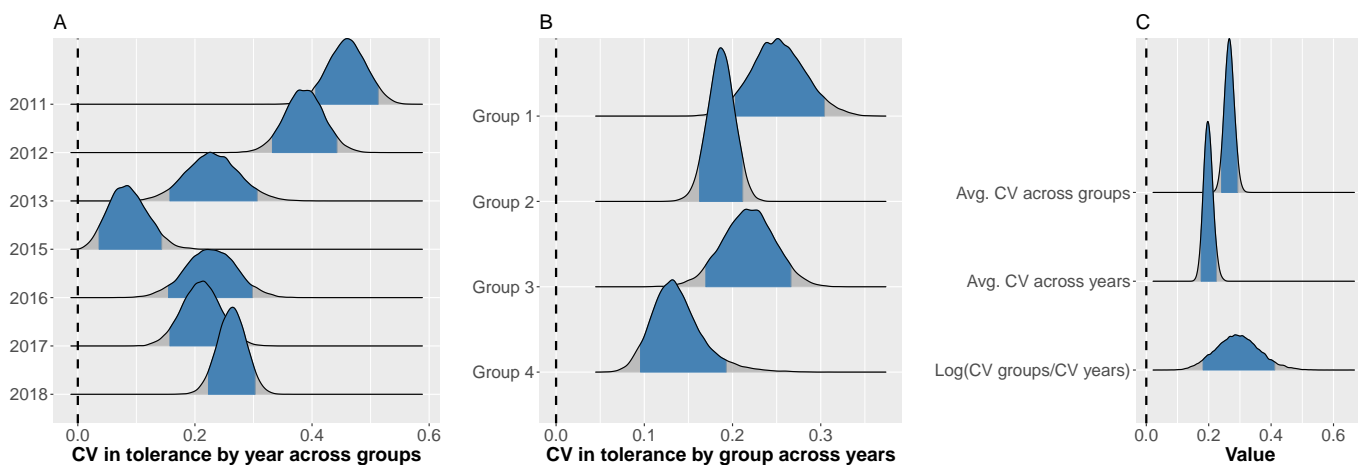 A
2011
2012
2013
2015
2016
2017
2018
0.0 0.2 0.4 0.6
CV in tolerance by year across groups
B
Group 1
Group 2
Group 3
Group 4
0.0 0.1 0.2 0.3
CV in tolerance by group across years
C
Avg. CV across groups
Avg. CV across years
Log(CV groups/CV years)
0.0 0.2 0.4 0.6
Value